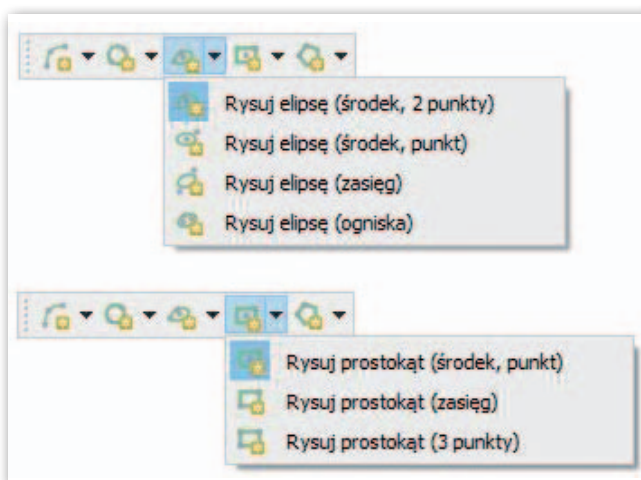 Rysuj elipsę (środek, 2 punkty)
Rysuj elipsę (środek, punkt)
Rysuj elipsę (zasięg)
Rysuj elipsę (ogniska)
Rysuj prostokąt (środek, punkt)
Rysuj prostokąt (zasięg)
Rysuj prostokąt (3 punkty)